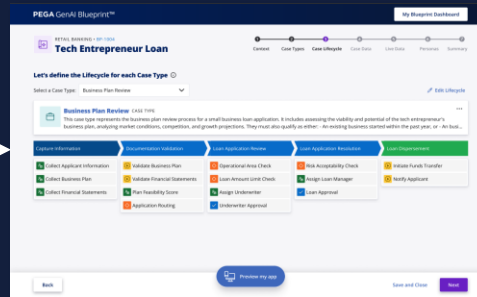 PEGA GenAI Blueprint™
My Blueprint Dashboard
RETAIL BANKING • BP-1004
Tech Entrepreneur Loan
Context Case Types Case Lifecycle Case Data Live Data Personas Summary
Let's define the Lifecycle for each Case Type
Select a Case Type: Business Plan Review
Edit Lifecycle
Business Plan Review CASE TYPE
This case type represents the business plan review process for a small business loan application. It includes assessing the viability and potential of the tech entrepreneur's
business plan, analyzing market conditions, competition, and growth projections. They must also qualify as either: - An existing business started within the past year, or - An busi...
Capture Information Documentation Validation Loan Application Review Loan Application Resolution Loan Dispersement
Collect Applicant Information Validate Business Plan Operational Area Check Risk Acceptability Check Initiate Funds Transfer
Collect Business Plan Validate Financial Statements Loan Amount Limit Check Assign Loan Manager Notify Applicant
Collect Financial Statements Plan Feasibility Score Assign Underwriter Loan Approval
Application Routing Underwriter Approval
Back
Preview my app
Save and Close
Next